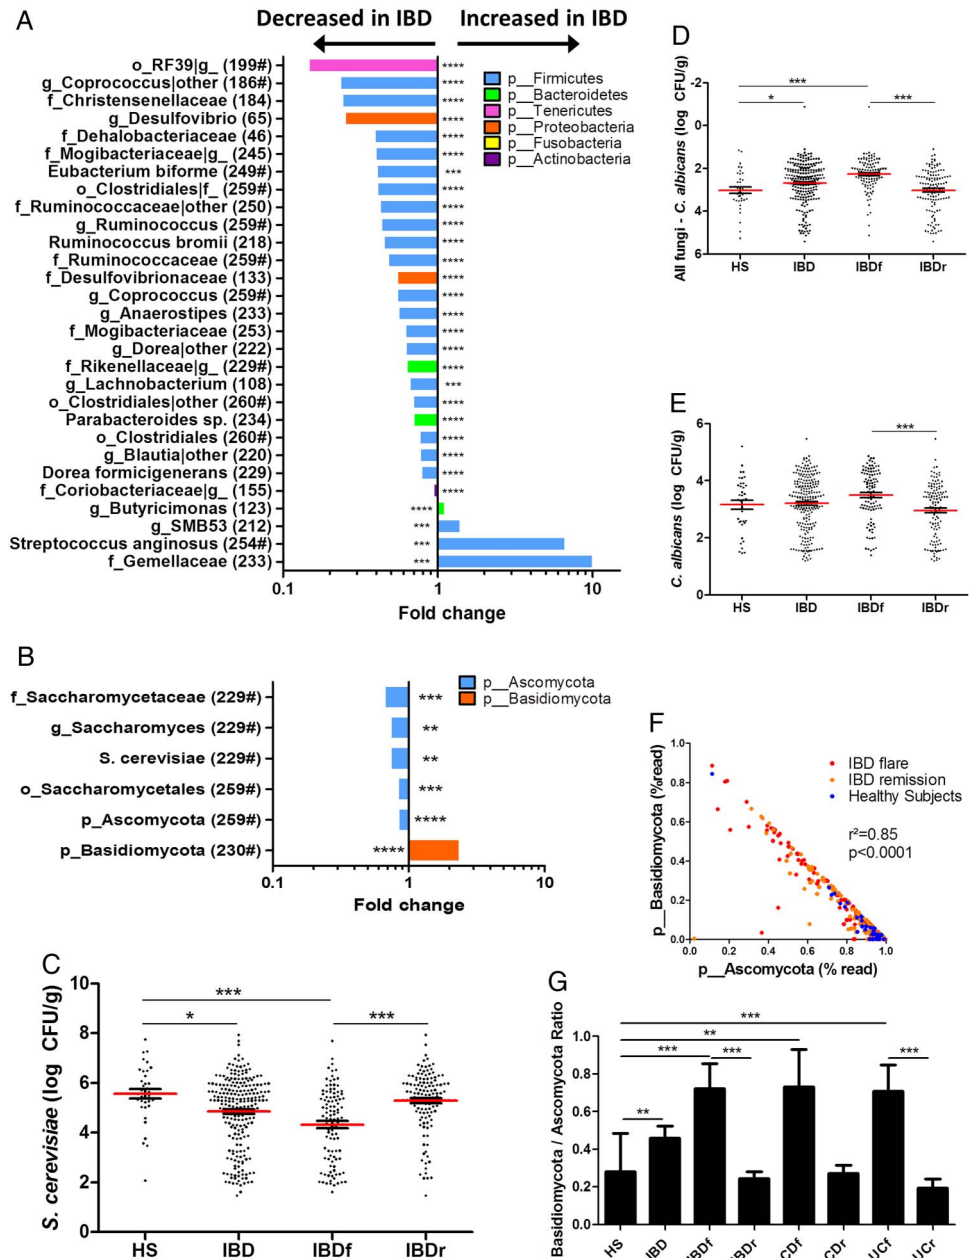 A
Decreased in IBD
Increased in IBD
o_RF39|g_ (199#) ****
g_Coprococcus|other (186#) ****
f_Christensenellaceae (184) ****
g_Desulfovibrio (65) ****
f_Dehalobacteriaceae (46) ****
f_Mogibacteriaceae|g_ (245) ****
Eubacterium biforme (249#) ***
o_Clostridiales|f_ (259#) ****
f_Ruminococcaceae|other (250) ****
g_Ruminococcus (259#) ****
Ruminococcus bromii (218) ****
f_Ruminococcaceae (259#) ****
f_Desulfovibrionaceae (133) ****
g_Coprococcus (259#) ****
g_Anaerostipes (233) ****
f_Mogibacteriaceae (253) ****
g_Dorea|other (222) ****
f_Rikenellaceae|g_ (229#) ****
g_Lachnobacterium (108) ***
o_Clostridiales|other (260#) ****
Parabacteroides sp. (234) ****
o_Clostridiales (260#) ****
g_Blautia|other (220) ****
Dorea formicigenerans (229) ****
f_Coriobacteriaceae|g_ (155) ****
g_Butyricimonas (123) ****
g_SMB53 (212) ***
Streptococcus anginosus (254#) ***
f_Gemellaceae (233) ***
p__Firmicutes
p__Bacteroidetes
p__Tenericutes
p__Proteobacteria
p__Fusobacteria
p__Actinobacteria
0.1 1 10
Fold change
B
f_Saccharomycetaceae (229#) ***
g_Saccharomyces (229#) **
S. cerevisiae (229#) **
o_Saccharomycetales (259#) ***
p_Ascomycota (259#) ****
p_Basidiomycota (230#) ****
p__Ascomycota
p__Basidiomycota
0.1 1 10
Fold change
C
S. cerevisiae (log CFU/g)
10
8
6
4
2
0
***
* ***
HS IBD IBDf IBDr
D
All fungi - C. albicans (log CFU/g)
-2
0
2
4
6
***
* ***
HS IBD IBDf IBDr
E
C. albicans (log CFU/g)
6
4
2
0
***
HS IBD IBDf IBDr
F
p__Basidiomycota (%read)
1.0
0.8
0.6
0.4
0.2
0.0
IBD flare
IBD remission
Healthy Subjects
r²=0.85
p<0.0001
0.0 0.2 0.4 0.6 0.8 1.0
p__Ascomycota (% read)
G
Basidiomycota / Ascomycota Ratio
1.0
0.8
0.6
0.4
0.2
0.0
***
**
*** *** ***
**
HS IBD IBDf IBDr CDf CDr UCf UCr